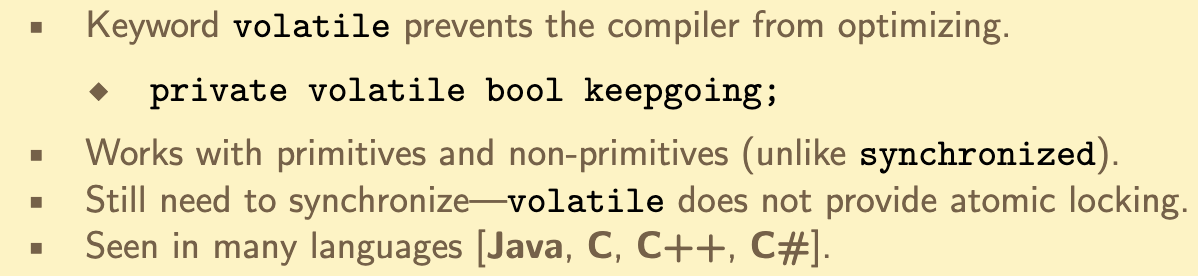 Keyword volatile prevents the compiler from optimizing.
private volatile bool keepgoing;
Works with primitives and non-primitives (unlike synchronized).
Still need to synchronize—volatile does not provide atomic locking.
Seen in many languages [Java, C, C++, C#].